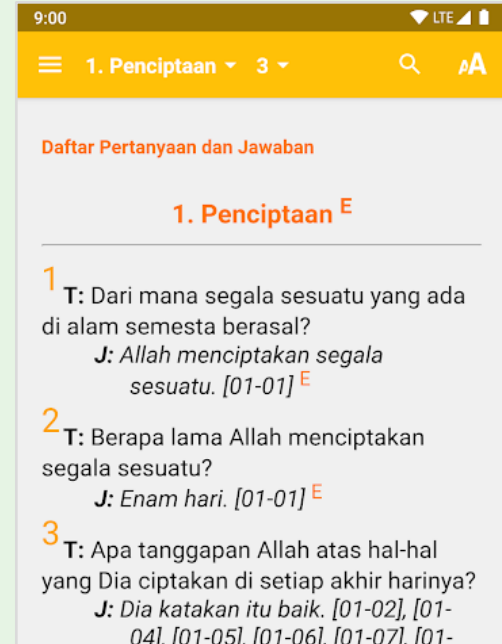 9:00 LTE
1. Penciptaan 3 AA
Daftar Pertanyaan dan Jawaban
1. Penciptaan E
1 T: Dari mana segala sesuatu yang ada
di alam semesta berasal?
J: Allah menciptakan segala
sesuatu. [01-01] E
2 T: Berapa lama Allah menciptakan
segala sesuatu?
J: Enam hari. [01-01] E
3 T: Apa tanggapan Allah atas hal-hal
yang Dia ciptakan di setiap akhir harinya?
J: Dia katakan itu baik. [01-02], [01-
04], [01-05], [01-06], [01-07], [01-